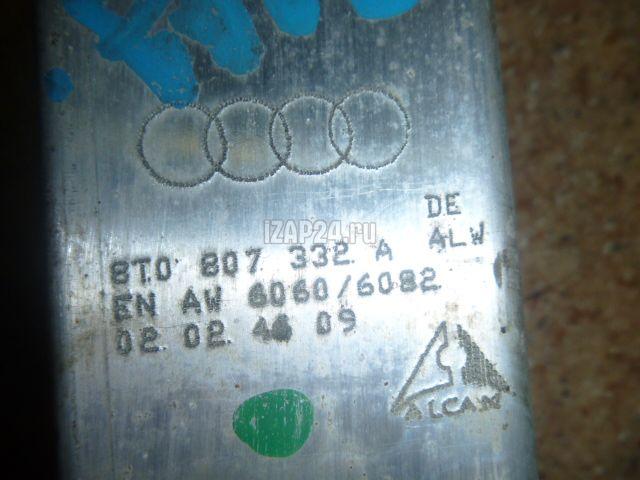 DE
8T0 807 332 A ALW
EN AW 6060/6082
02 02 46 09
ALCAN
IZAP24.ru